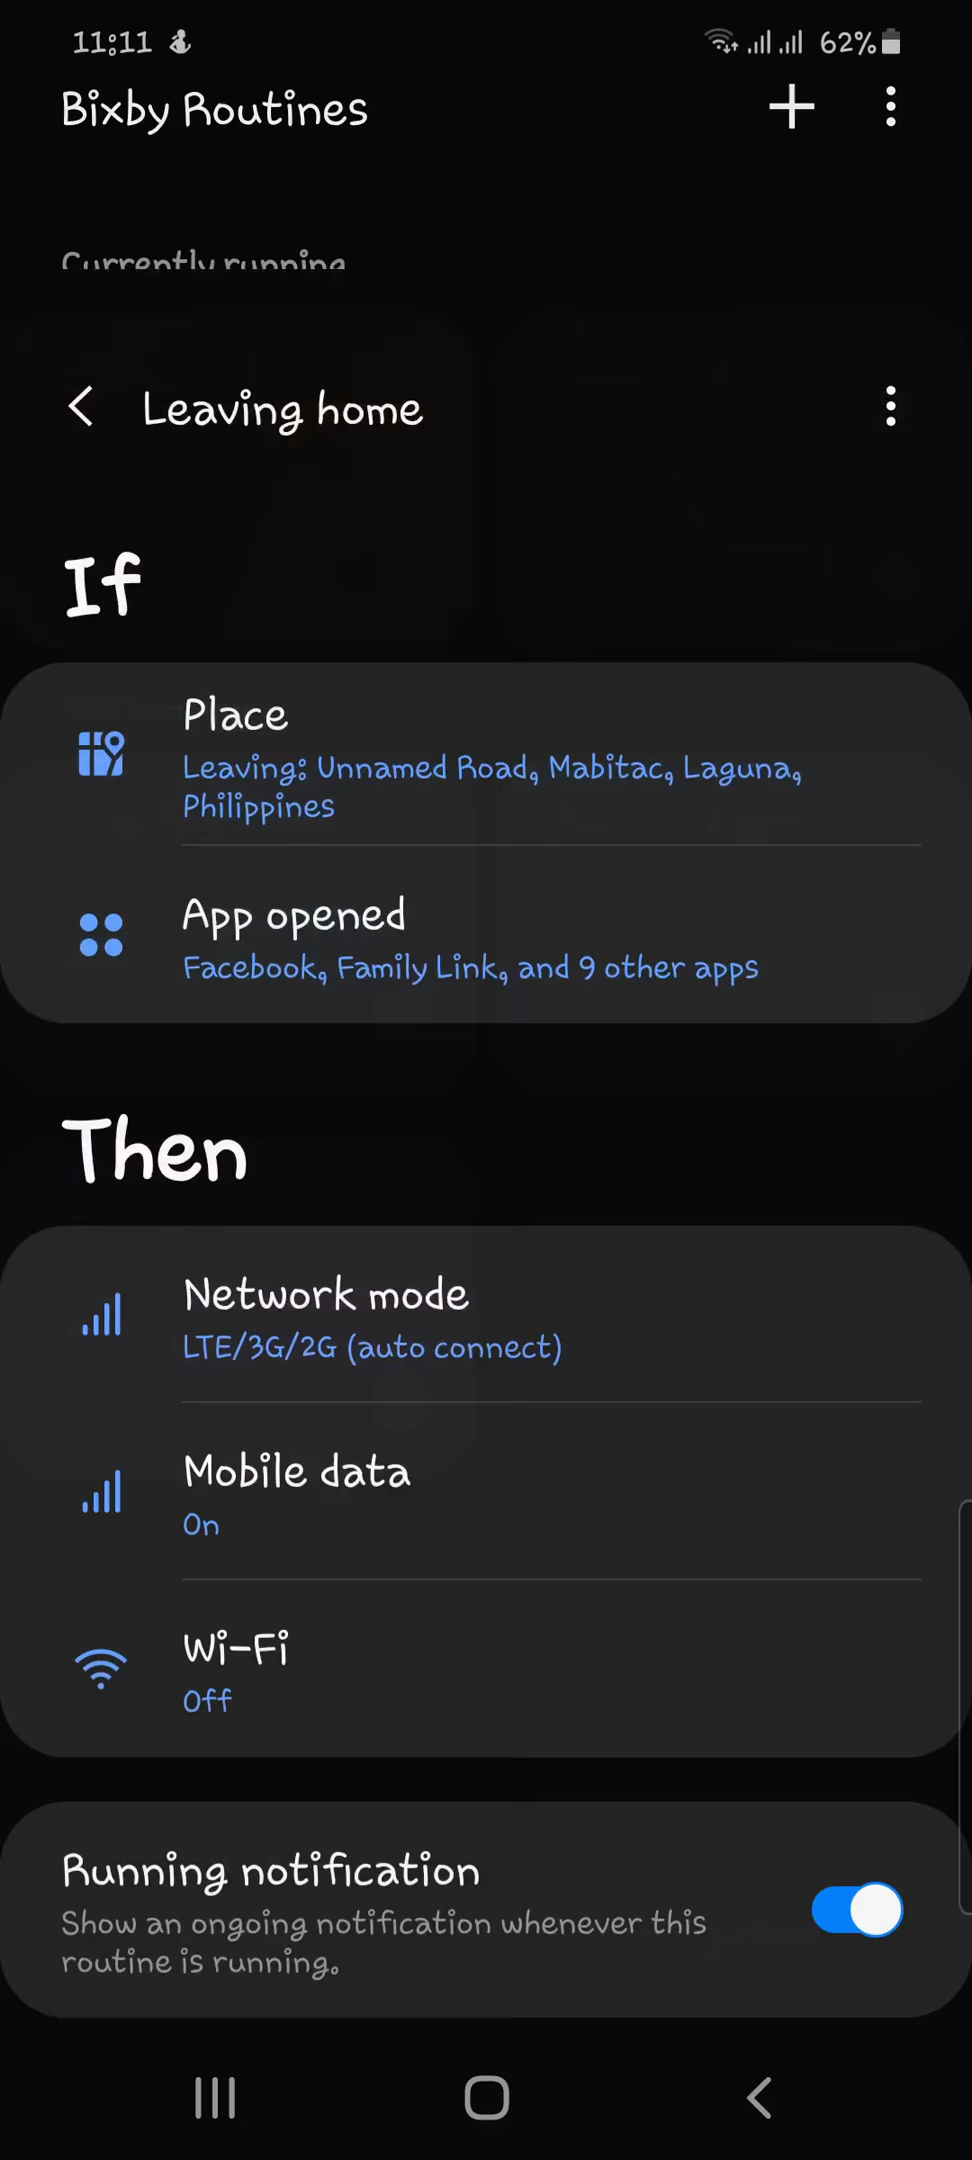 11:11
62%
Bixby Routines
Currently running
Leaving home
If
Place
Leaving: Unnamed Road, Mabitac, Laguna,
Philippines
App opened
Facebook, Family Link, and 9 other apps
Then
Network mode
LTE/3G/2G (auto connect)
Mobile data
On
Wi-Fi
Off
Running notification
Show an ongoing notification whenever this
routine is running.